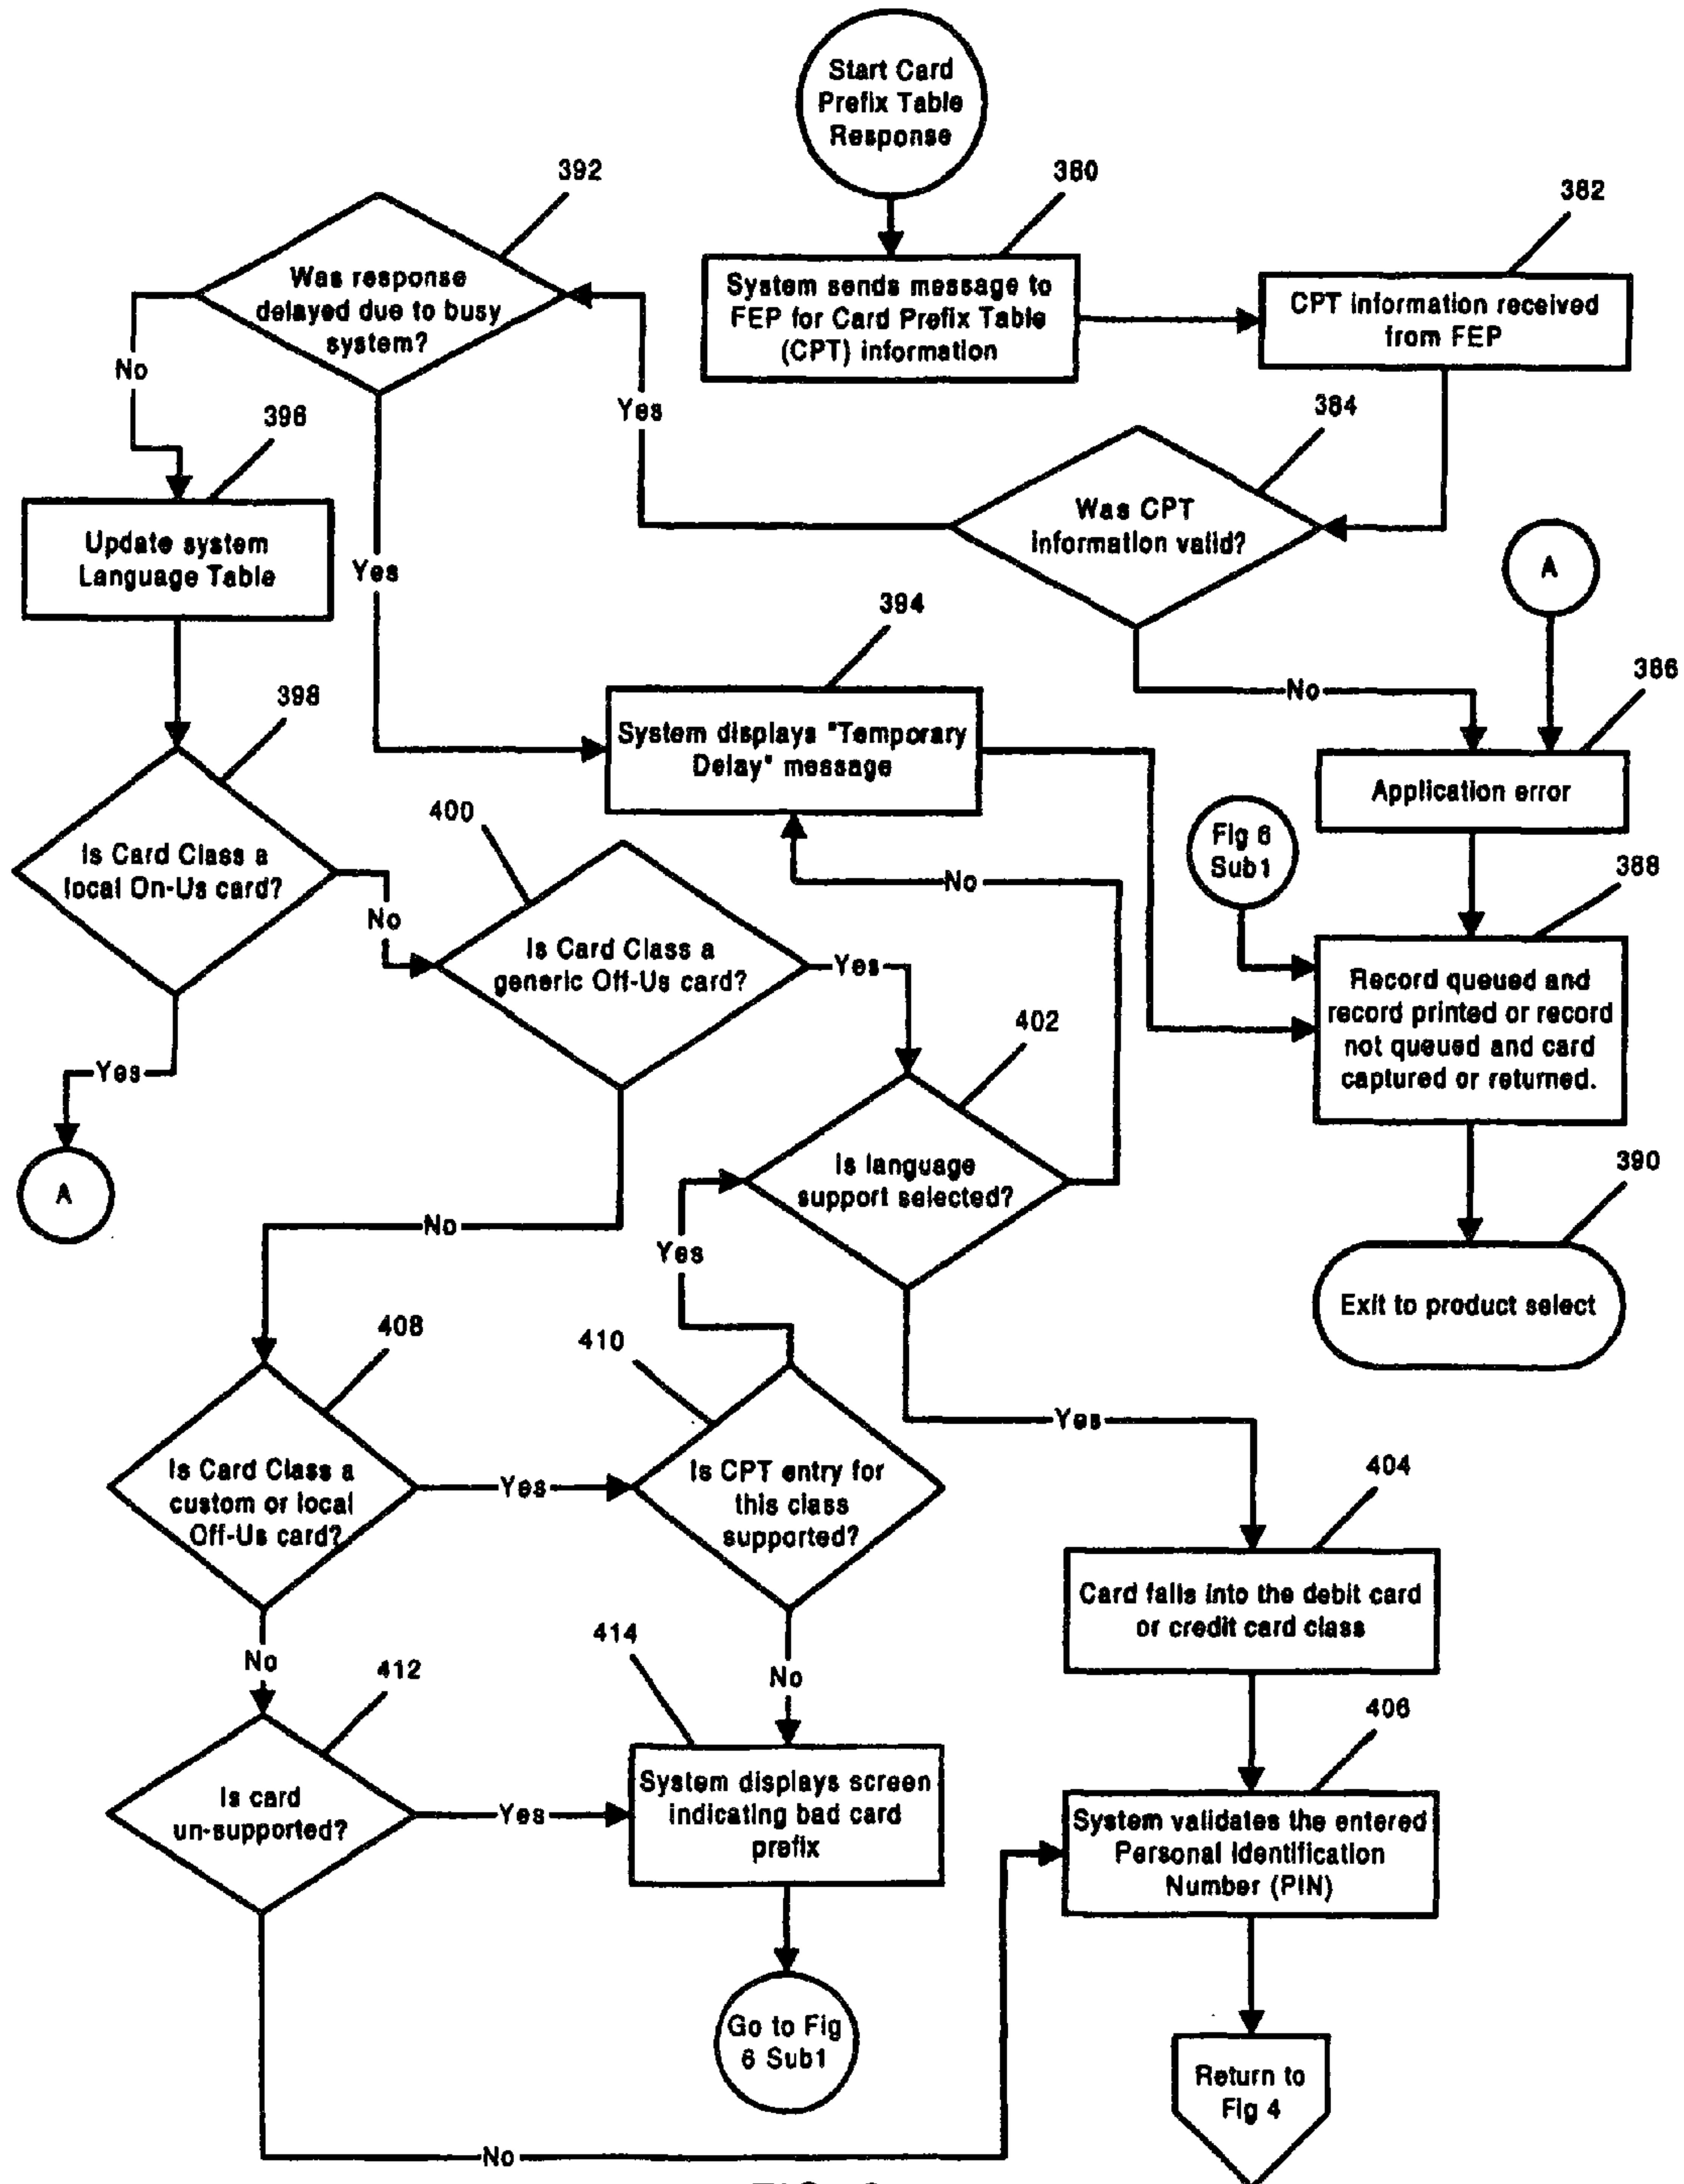 Start Card
Prefix Table
Response
392
380
382
Was response
delayed due to busy
system?
System sends message to
FEP for Card Prefix Table
(CPT) information
CPT information received
from FEP
No
Yes
Yes
396
384
Update system
Language Table
Was CPT
information valid?
A
394
No
386
398
System displays "Temporary
Delay" message
Application error
400
Fig 6
Sub1
388
Is Card Class a
local On-Us card?
No
No
Is Card Class a
generic Off-Us card?
Yes
Record queued and
record printed or record
not queued and card
captured or returned.
402
Yes
A
Is language
support selected?
390
No
Yes
Exit to product select
408
410
Yes
Is Card Class a
custom or local
Off-Us card?
Yes
Is CPT entry for
this class
supported?
404
Card falls into the debit card
or credit card class
No
412
414
No
406
Is card
un-supported?
Yes
System displays screen
indicating bad card
prefix
System validates the entered
Personal Identification
Number (PIN)
Go to Fig
6 Sub1
Return to
Fig 4
No